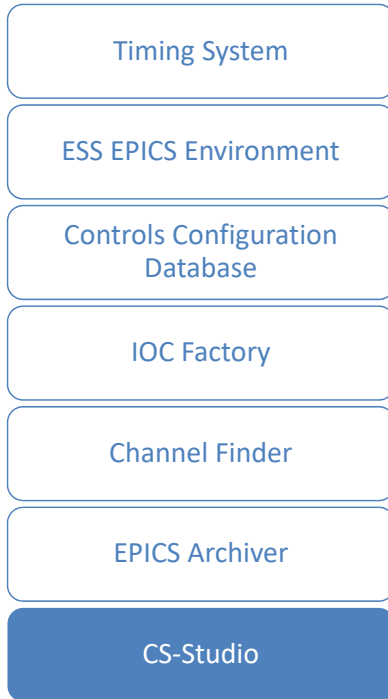 Timing System
ESS EPICS Environment
Controls Configuration
Database
IOC Factory
Channel Finder
EPICS Archiver
CS-Studio